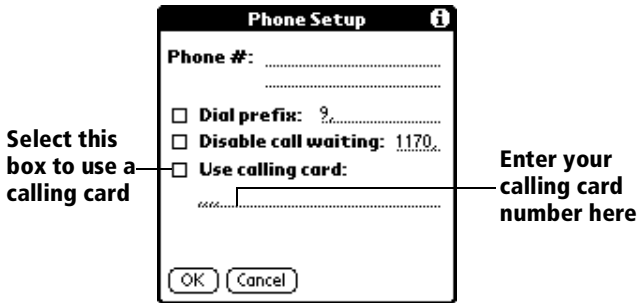 Phone Setup
Phone #:
Dial prefix: 9,
Disable call waiting: 1170,
Use calling card:
,,,,
OK Cancel
Select this
box to use a
calling card
Enter your
calling card
number here